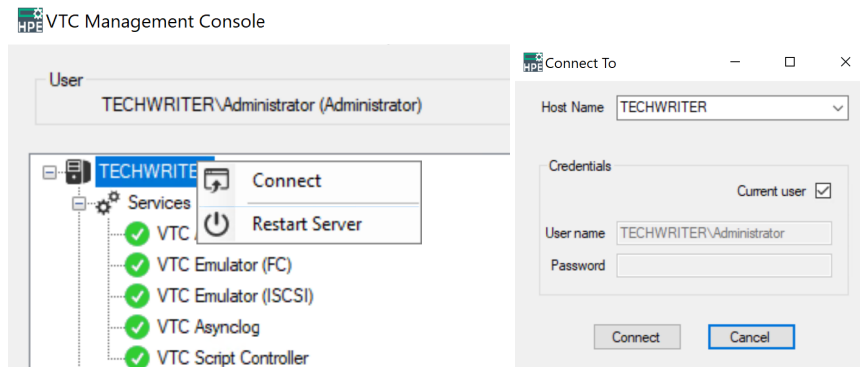 HPE VTC Management Console
User
TECHWRITER\Administrator (Administrator)
TECHWRITE
Connect
Restart Server
Services
VTC
VTC Emulator (FC)
VTC Emulator (ISCSI)
VTC Asynclog
VTC Script Controller
HPE Connect To
Host Name TECHWRITER
Credentials
Current user
User name TECHWRITER\Administrator
Password
Connect Cancel